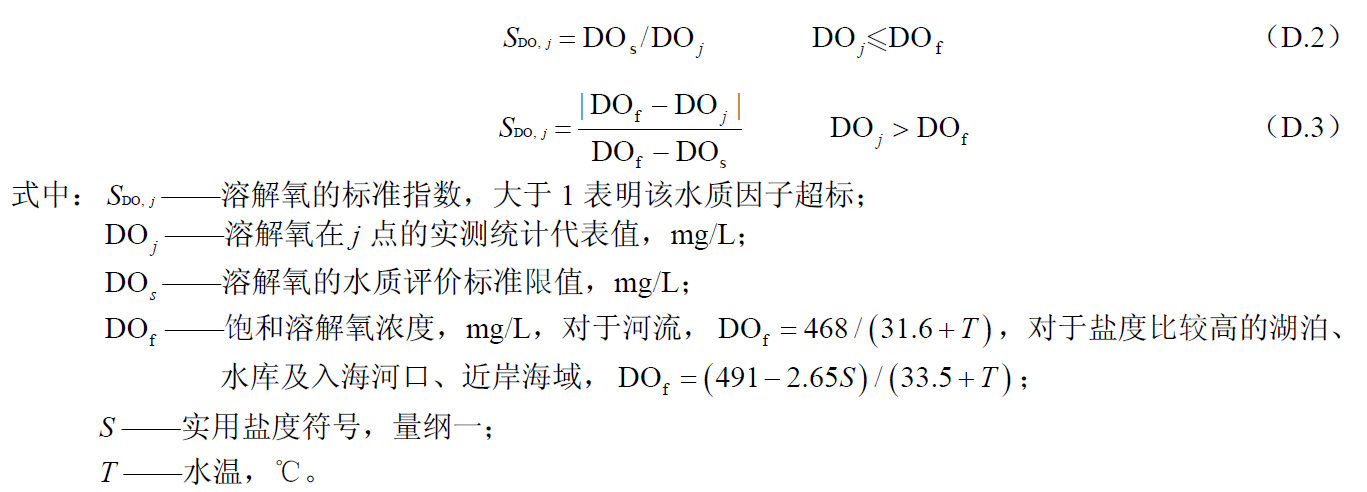 S_DO, j = DO_s/DO_j DO_j≤DO_f （D.2）
S_DO, j = |DO_f − DO_j| / (DO_f − DO_s) DO_j > DO_f （D.3）
式中： S_DO, j ——溶解氧的标准指数，大于 1 表明该水质因子超标；
DO_j ——溶解氧在 j 点的实测统计代表值，mg/L；
DO_s ——溶解氧的水质评价标准限值，mg/L；
DO_f ——饱和溶解氧浓度，mg/L，对于河流， DO_f = 468 / (31.6 + T) ，对于盐度比较高的湖泊、
水库及入海河口、近岸海域， DO_f = (491 − 2.65S) / (33.5 + T) ；
S ——实用盐度符号，量纲一；
T ——水温，℃。